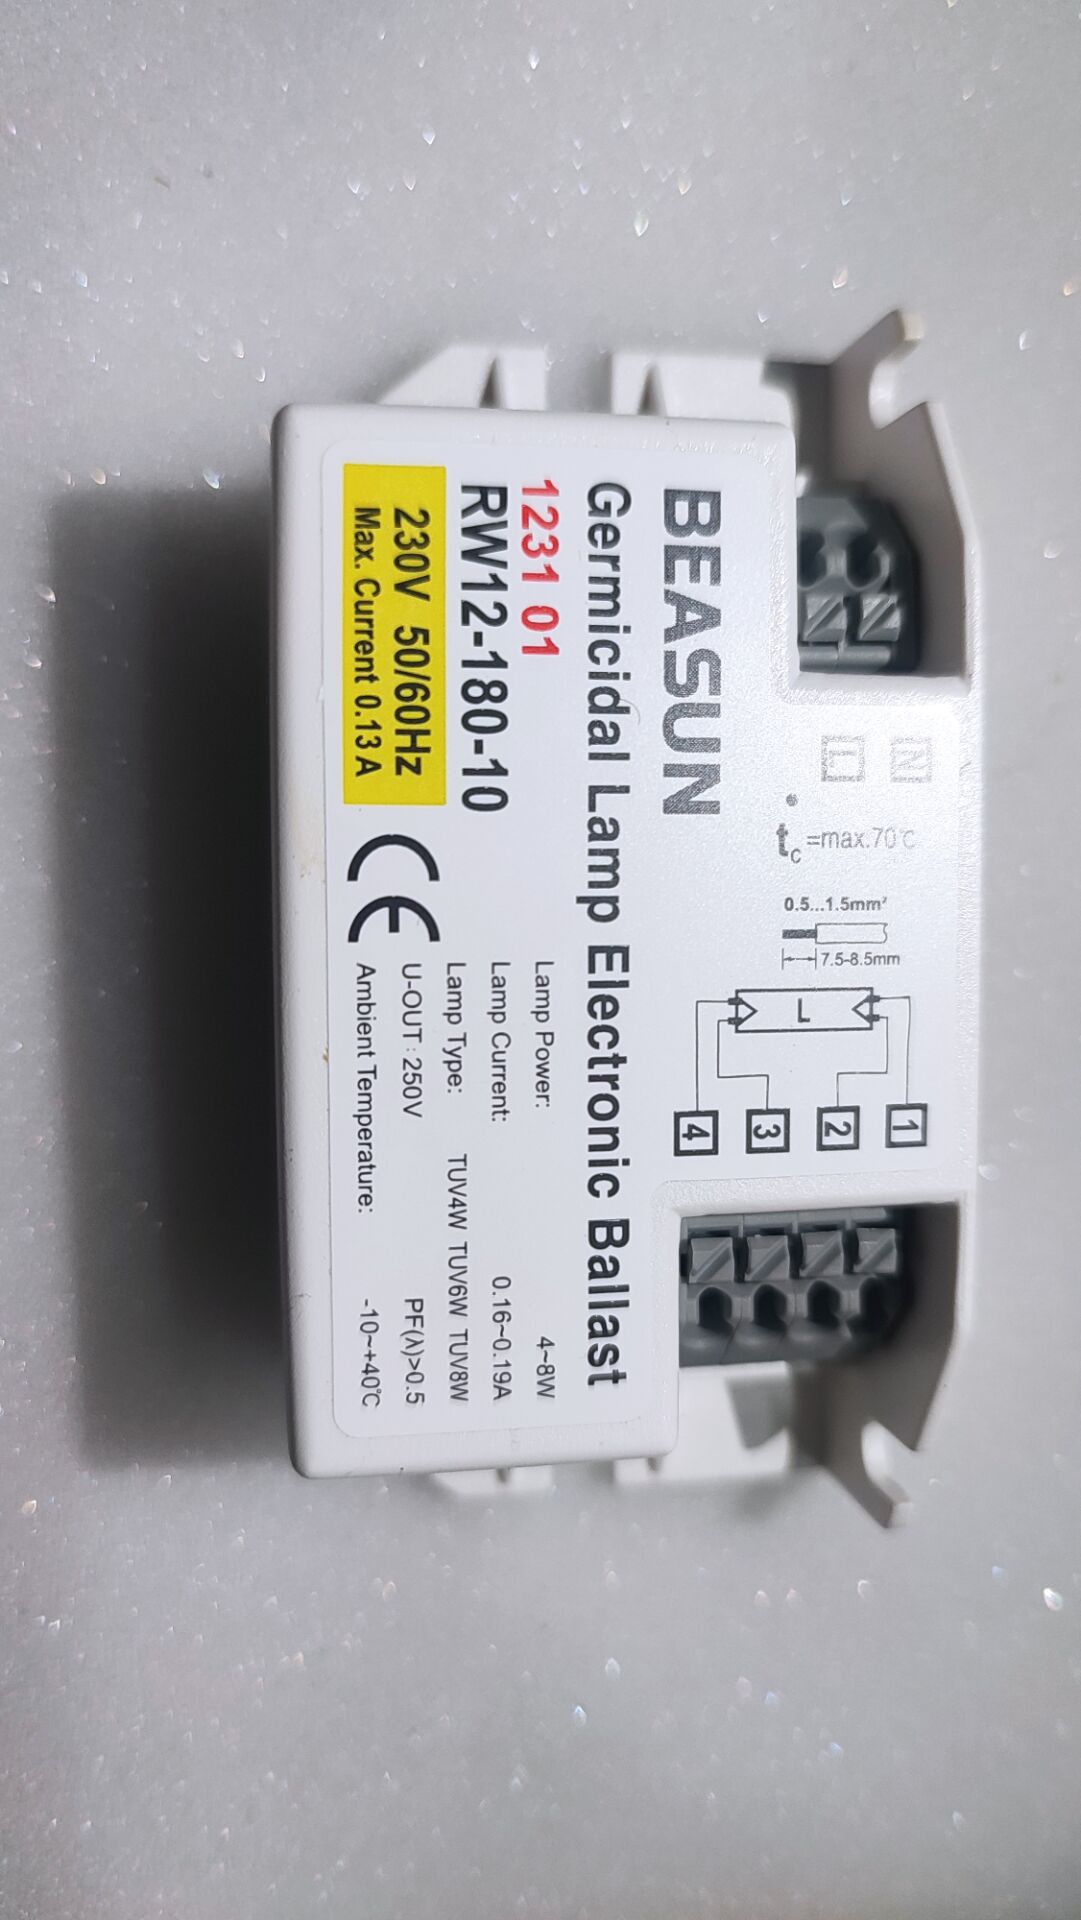 BEASUN
Germicidal Lamp Electronic Ballast
1231 01
RW12-180-10
230V 50/60Hz
Max. Current 0.13A
CE
Lamp Power: 4~8W
Lamp Current: 0.16~0.19A
Lamp Type: TUV4W TUV6W TUV8W
U-OUT: 250V PF(λ)>0.5
Ambient Temperature: -10~+40℃
N
L
tc=max.70℃
0.5...1.5mm²
7.5-8.5mm
L
1
2
3
4